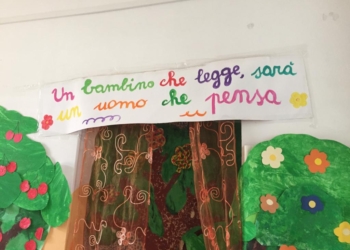 Un bambino che legge, sarà
un uomo che pensa